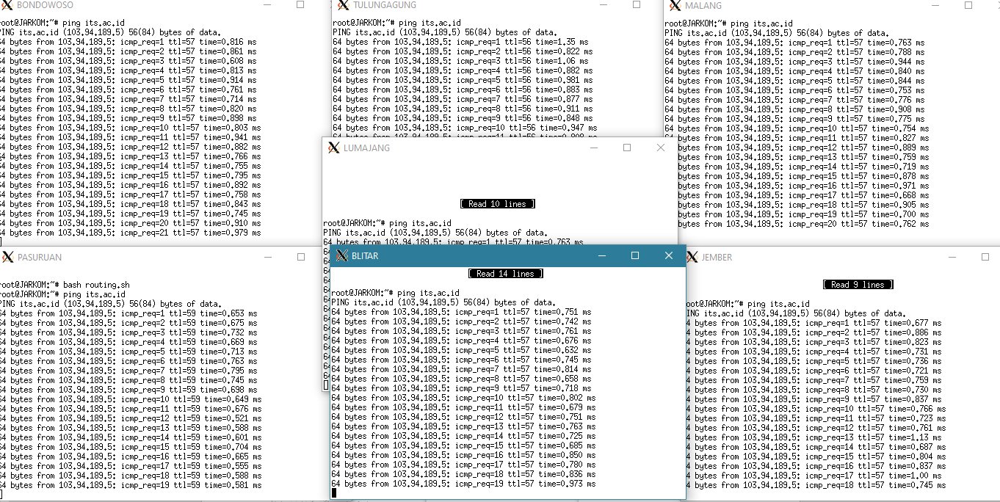 BONDOWOSO
root@JARKOM:~# ping its.ac.id
PING its.ac.id (103.94.189.5) 56(84) bytes of data.
64 bytes from 103.94.189.5: icmp_req=1 ttl=57 time=0.816 ms
64 bytes from 103.94.189.5: icmp_req=2 ttl=57 time=0.861 ms
64 bytes from 103.94.189.5: icmp_req=3 ttl=57 time=0.608 ms
64 bytes from 103.94.189.5: icmp_req=4 ttl=57 time=0.813 ms
64 bytes from 103.94.189.5: icmp_req=5 ttl=57 time=0.914 ms
64 bytes from 103.94.189.5: icmp_req=6 ttl=57 time=0.761 ms
64 bytes from 103.94.189.5: icmp_req=7 ttl=57 time=0.714 ms
64 bytes from 103.94.189.5: icmp_req=8 ttl=57 time=0.820 ms
64 bytes from 103.94.189.5: icmp_req=9 ttl=57 time=0.898 ms
64 bytes from 103.94.189.5: icmp_req=10 ttl=57 time=0.803 ms
64 bytes from 103.94.189.5: icmp_req=11 ttl=57 time=0.941 ms
64 bytes from 103.94.189.5: icmp_req=12 ttl=57 time=0.882 ms
64 bytes from 103.94.189.5: icmp_req=13 ttl=57 time=0.766 ms
64 bytes from 103.94.189.5: icmp_req=14 ttl=57 time=0.755 ms
64 bytes from 103.94.189.5: icmp_req=15 ttl=57 time=0.795 ms
64 bytes from 103.94.189.5: icmp_req=16 ttl=57 time=0.892 ms
64 bytes from 103.94.189.5: icmp_req=17 ttl=57 time=0.758 ms
64 bytes from 103.94.189.5: icmp_req=18 ttl=57 time=0.843 ms
64 bytes from 103.94.189.5: icmp_req=19 ttl=57 time=0.745 ms
64 bytes from 103.94.189.5: icmp_req=20 ttl=57 time=0.910 ms
64 bytes from 103.94.189.5: icmp_req=21 ttl=57 time=0.979 ms
TULUNGAGUNG
root@JARKOM:~# ping its.ac.id
PING its.ac.id (103.94.189.5) 56(84) bytes of data.
64 bytes from 103.94.189.5: icmp_req=1 ttl=56 time=1.35 ms
64 bytes from 103.94.189.5: icmp_req=2 ttl=56 time=0.822 ms
64 bytes from 103.94.189.5: icmp_req=3 ttl=56 time=1.06 ms
64 bytes from 103.94.189.5: icmp_req=4 ttl=56 time=0.882 ms
64 bytes from 103.94.189.5: icmp_req=5 ttl=56 time=0.981 ms
64 bytes from 103.94.189.5: icmp_req=6 ttl=56 time=0.883 ms
64 bytes from 103.94.189.5: icmp_req=7 ttl=56 time=0.877 ms
64 bytes from 103.94.189.5: icmp_req=8 ttl=56 time=0.911 ms
64 bytes from 103.94.189.5: icmp_req=9 ttl=56 time=0.848 ms
64 bytes from 103.94.189.5: icmp_req=10 ttl=56 time=0.947 ms
MALANG
root@JARKOM:~# ping its.ac.id
PING its.ac.id (103.94.189.5) 56(84) bytes of data.
64 bytes from 103.94.189.5: icmp_req=1 ttl=57 time=0.763 ms
64 bytes from 103.94.189.5: icmp_req=2 ttl=57 time=0.788 ms
64 bytes from 103.94.189.5: icmp_req=3 ttl=57 time=0.944 ms
64 bytes from 103.94.189.5: icmp_req=4 ttl=57 time=0.840 ms
64 bytes from 103.94.189.5: icmp_req=5 ttl=57 time=0.844 ms
64 bytes from 103.94.189.5: icmp_req=6 ttl=57 time=0.753 ms
64 bytes from 103.94.189.5: icmp_req=7 ttl=57 time=0.776 ms
64 bytes from 103.94.189.5: icmp_req=8 ttl=57 time=0.908 ms
64 bytes from 103.94.189.5: icmp_req=9 ttl=57 time=0.775 ms
64 bytes from 103.94.189.5: icmp_req=10 ttl=57 time=0.754 ms
64 bytes from 103.94.189.5: icmp_req=11 ttl=57 time=0.827 ms
64 bytes from 103.94.189.5: icmp_req=12 ttl=57 time=0.889 ms
64 bytes from 103.94.189.5: icmp_req=13 ttl=57 time=0.759 ms
64 bytes from 103.94.189.5: icmp_req=14 ttl=57 time=0.719 ms
64 bytes from 103.94.189.5: icmp_req=15 ttl=57 time=0.878 ms
64 bytes from 103.94.189.5: icmp_req=16 ttl=57 time=0.971 ms
64 bytes from 103.94.189.5: icmp_req=17 ttl=57 time=0.668 ms
64 bytes from 103.94.189.5: icmp_req=18 ttl=57 time=0.905 ms
64 bytes from 103.94.189.5: icmp_req=19 ttl=57 time=0.700 ms
64 bytes from 103.94.189.5: icmp_req=20 ttl=57 time=0.762 ms
LUMAJANG
[ Read 10 lines ]
root@JARKOM:~# ping its.ac.id
PING its.ac.id (103.94.189.5) 56(84) bytes of data.
64 bytes from 103.94.189.5: icmp_req=1 ttl=57 time=0.763 ms
PASURUAN
root@JARKOM:~# bash routing.sh
root@JARKOM:~# ping its.ac.id
PING its.ac.id (103.94.189.5) 56(84) bytes of data.
64 bytes from 103.94.189.5: icmp_req=1 ttl=59 time=0.653 ms
64 bytes from 103.94.189.5: icmp_req=2 ttl=59 time=0.675 ms
64 bytes from 103.94.189.5: icmp_req=3 ttl=59 time=0.732 ms
64 bytes from 103.94.189.5: icmp_req=4 ttl=59 time=0.669 ms
64 bytes from 103.94.189.5: icmp_req=5 ttl=59 time=0.713 ms
64 bytes from 103.94.189.5: icmp_req=6 ttl=59 time=0.763 ms
64 bytes from 103.94.189.5: icmp_req=7 ttl=59 time=0.795 ms
64 bytes from 103.94.189.5: icmp_req=8 ttl=59 time=0.745 ms
64 bytes from 103.94.189.5: icmp_req=9 ttl=59 time=0.698 ms
64 bytes from 103.94.189.5: icmp_req=10 ttl=59 time=0.649 ms
64 bytes from 103.94.189.5: icmp_req=11 ttl=59 time=0.676 ms
64 bytes from 103.94.189.5: icmp_req=12 ttl=59 time=0.521 ms
64 bytes from 103.94.189.5: icmp_req=13 ttl=59 time=0.588 ms
64 bytes from 103.94.189.5: icmp_req=14 ttl=59 time=0.601 ms
64 bytes from 103.94.189.5: icmp_req=15 ttl=59 time=0.704 ms
64 bytes from 103.94.189.5: icmp_req=16 ttl=59 time=0.665 ms
64 bytes from 103.94.189.5: icmp_req=17 ttl=59 time=0.555 ms
64 bytes from 103.94.189.5: icmp_req=18 ttl=59 time=0.588 ms
64 bytes from 103.94.189.5: icmp_req=19 ttl=59 time=0.581 ms
BLITAR
[ Read 14 lines ]
root@JARKOM:~# ping its.ac.id
PING its.ac.id (103.94.189.5) 56(84) bytes of data.
64 bytes from 103.94.189.5: icmp_req=1 ttl=57 time=0.751 ms
64 bytes from 103.94.189.5: icmp_req=2 ttl=57 time=0.742 ms
64 bytes from 103.94.189.5: icmp_req=3 ttl=57 time=0.761 ms
64 bytes from 103.94.189.5: icmp_req=4 ttl=57 time=0.676 ms
64 bytes from 103.94.189.5: icmp_req=5 ttl=57 time=0.632 ms
64 bytes from 103.94.189.5: icmp_req=6 ttl=57 time=0.745 ms
64 bytes from 103.94.189.5: icmp_req=7 ttl=57 time=0.814 ms
64 bytes from 103.94.189.5: icmp_req=8 ttl=57 time=0.658 ms
64 bytes from 103.94.189.5: icmp_req=9 ttl=57 time=0.718 ms
64 bytes from 103.94.189.5: icmp_req=10 ttl=57 time=0.802 ms
64 bytes from 103.94.189.5: icmp_req=11 ttl=57 time=0.679 ms
64 bytes from 103.94.189.5: icmp_req=12 ttl=57 time=0.751 ms
64 bytes from 103.94.189.5: icmp_req=13 ttl=57 time=0.763 ms
64 bytes from 103.94.189.5: icmp_req=14 ttl=57 time=0.725 ms
64 bytes from 103.94.189.5: icmp_req=15 ttl=57 time=0.685 ms
64 bytes from 103.94.189.5: icmp_req=16 ttl=57 time=0.850 ms
64 bytes from 103.94.189.5: icmp_req=17 ttl=57 time=0.780 ms
64 bytes from 103.94.189.5: icmp_req=18 ttl=57 time=0.836 ms
64 bytes from 103.94.189.5: icmp_req=19 ttl=57 time=0.973 ms
JEMBER
[ Read 9 lines ]
root@JARKOM:~# ping its.ac.id
PING its.ac.id (103.94.189.5) 56(84) bytes of data.
4 bytes from 103.94.189.5: icmp_req=1 ttl=57 time=0.677 ms
4 bytes from 103.94.189.5: icmp_req=2 ttl=57 time=0.886 ms
4 bytes from 103.94.189.5: icmp_req=3 ttl=57 time=0.823 ms
4 bytes from 103.94.189.5: icmp_req=4 ttl=57 time=0.731 ms
4 bytes from 103.94.189.5: icmp_req=5 ttl=57 time=0.736 ms
4 bytes from 103.94.189.5: icmp_req=6 ttl=57 time=0.721 ms
4 bytes from 103.94.189.5: icmp_req=7 ttl=57 time=0.759 ms
4 bytes from 103.94.189.5: icmp_req=8 ttl=57 time=0.730 ms
4 bytes from 103.94.189.5: icmp_req=9 ttl=57 time=0.837 ms
4 bytes from 103.94.189.5: icmp_req=10 ttl=57 time=0.766 ms
4 bytes from 103.94.189.5: icmp_req=11 ttl=57 time=0.723 ms
4 bytes from 103.94.189.5: icmp_req=12 ttl=57 time=0.761 ms
4 bytes from 103.94.189.5: icmp_req=13 ttl=57 time=1.13 ms
4 bytes from 103.94.189.5: icmp_req=14 ttl=57 time=0.687 ms
4 bytes from 103.94.189.5: icmp_req=15 ttl=57 time=0.804 ms
4 bytes from 103.94.189.5: icmp_req=16 ttl=57 time=0.837 ms
4 bytes from 103.94.189.5: icmp_req=17 ttl=57 time=1.00 ms
4 bytes from 103.94.189.5: icmp_req=18 ttl=57 time=0.745 ms